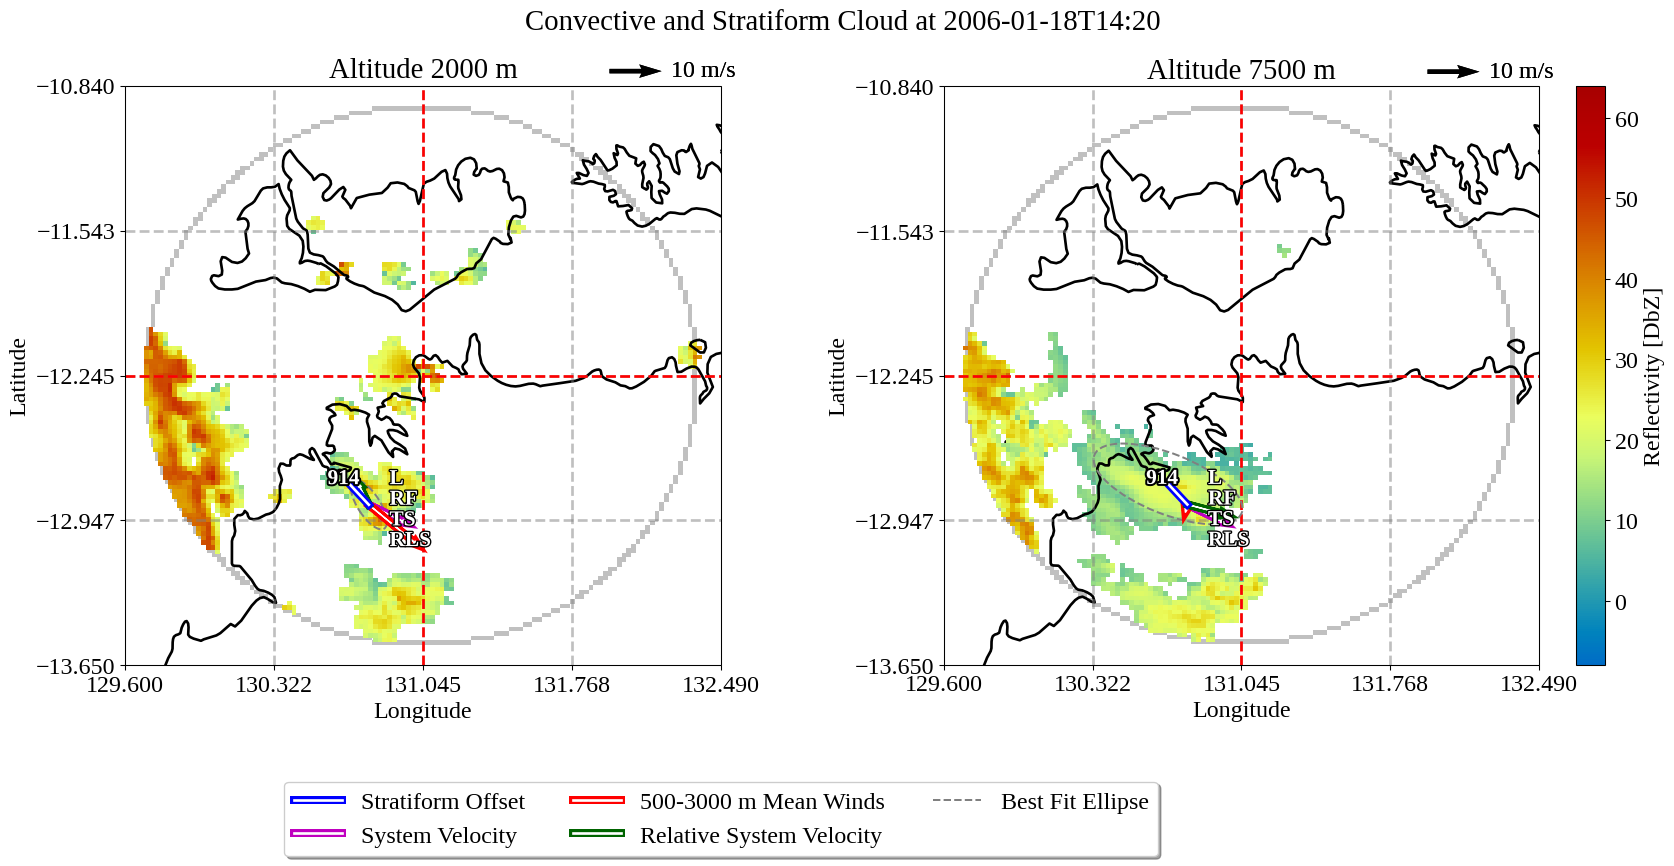 Convective and Stratiform Cloud at 2006-01-18T14:20
Altitude 2000 m
10 m/s
Altitude 7500 m
10 m/s
−10.840
−11.543
−12.245
−12.947
−13.650
Latitude
129.600
130.322
131.045
131.768
132.490
Longitude
914
L
RF
TS
RLS
−10.840
−11.543
−12.245
−12.947
−13.650
Latitude
129.600
130.322
131.045
131.768
132.490
Longitude
914
L
RF
TS
RLS
60
50
40
30
20
10
0
Reflectivity [DbZ]
Stratiform Offset
System Velocity
500-3000 m Mean Winds
Relative System Velocity
Best Fit Ellipse